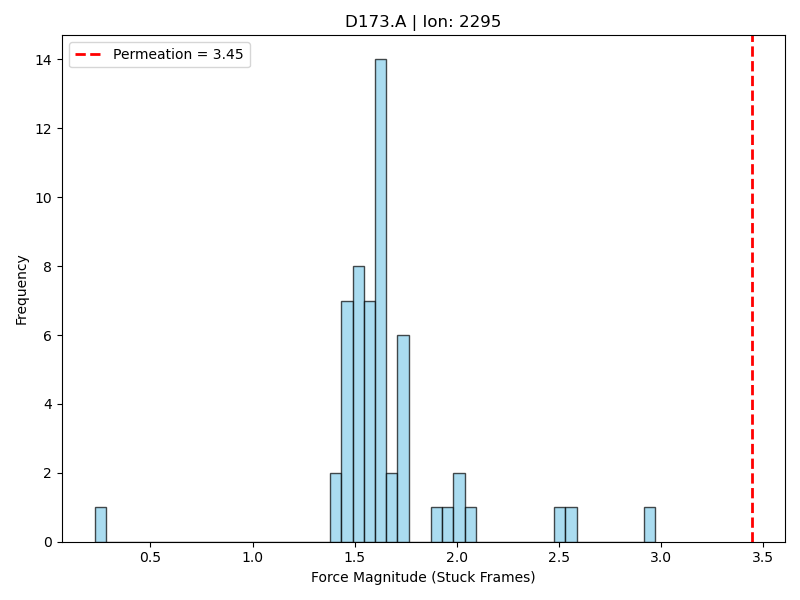 D173.A | Ion: 2295
Permeation = 3.45
14
12
10
8
6
4
2
0
Frequency
0.5 1.0 1.5 2.0 2.5 3.0 3.5
Force Magnitude (Stuck Frames)